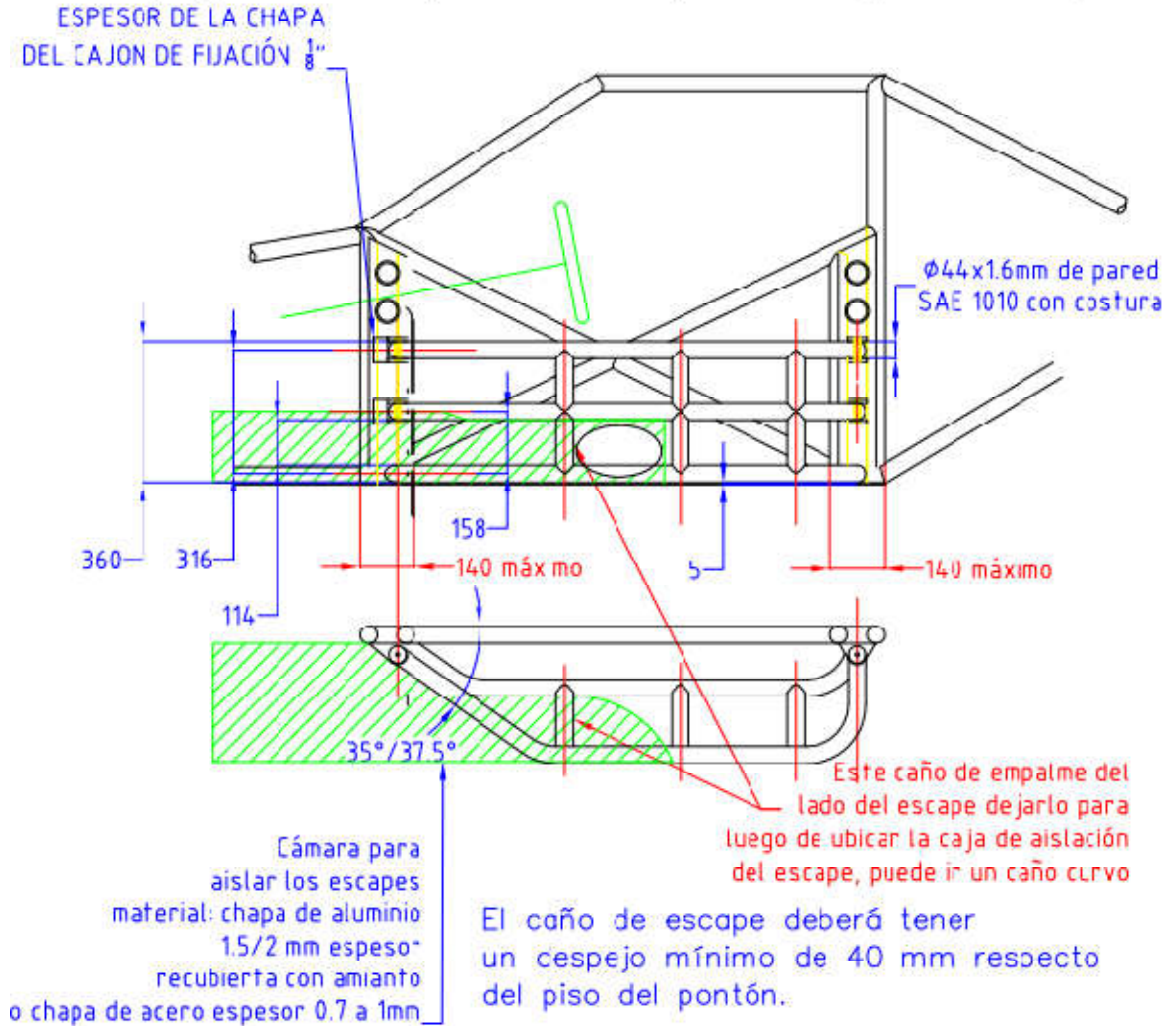 ESPESOR DE LA CHAPA
DEL CAJON DE FIJACIÓN 1/8"
Ø44x1.6mm de pared
SAE 1010 con costura
360
316
158
5
140 máximo
140 máximo
114
35°/37.5°
Este caño de empalme del
lado del escape dejarlo para
luego de ubicar la caja de aislación
del escape, puede ir un caño curvo
Cámara para
aislar los escapes
material: chapa de aluminio
1.5/2 mm espesor
recubierta con amianto
o chapa de acero espesor 0.7 a 1mn
El caño de escape deberá tener
un cespejo mínimo de 40 mm respecto
del piso del pontón.